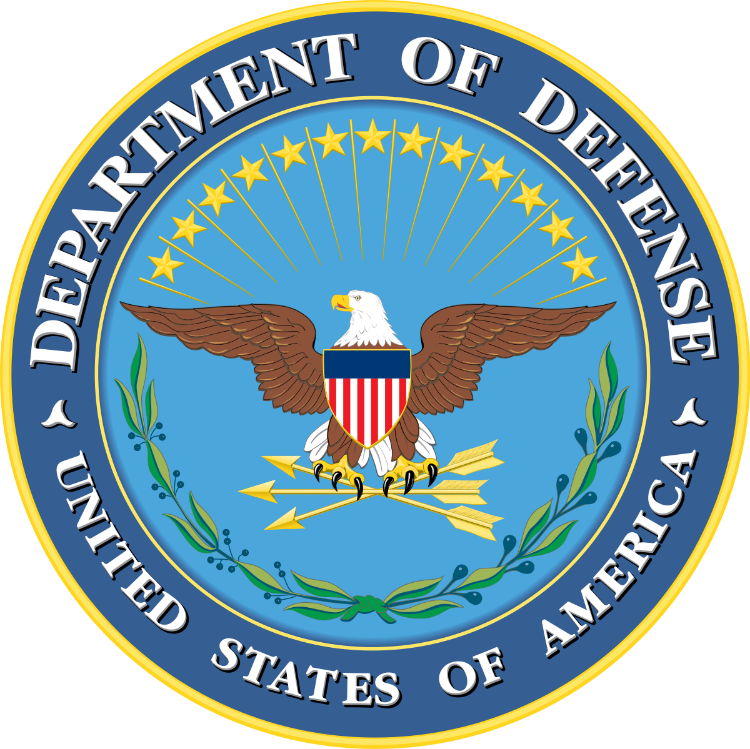 DEPARTMENT OF DEFENSE
UNITED STATES OF AMERICA